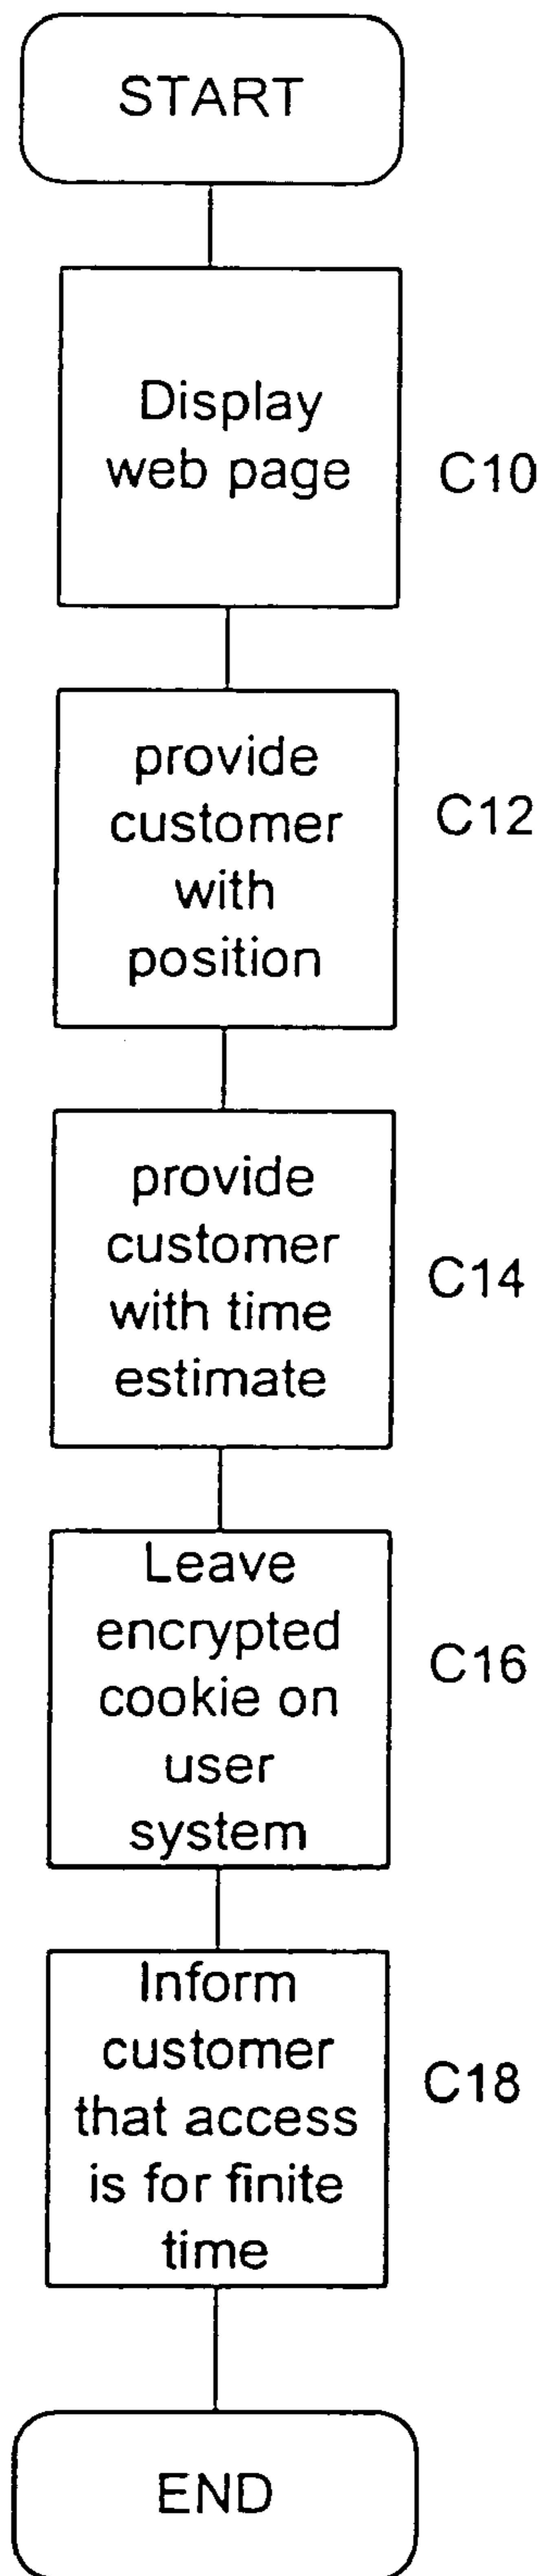 START
Display
web page
C10
provide
customer
with
position
C12
provide
customer
with time
estimate
C14
Leave
encrypted
cookie on
user
system
C16
Inform
customer
that access
is for finite
time
C18
END